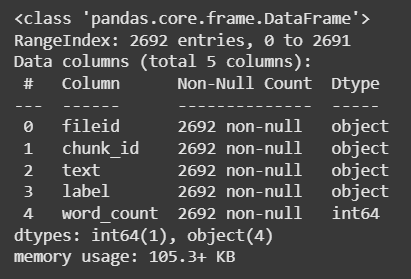 <class 'pandas.core.frame.DataFrame'>
RangeIndex: 2692 entries, 0 to 2691
Data columns (total 5 columns):
 #   Column      Non-Null Count  Dtype
---  ------      --------------  -----
 0   fileid      2692 non-null   object
 1   chunk_id    2692 non-null   object
 2   text        2692 non-null   object
 3   label       2692 non-null   object
 4   word_count  2692 non-null   int64
dtypes: int64(1), object(4)
memory usage: 105.3+ KB